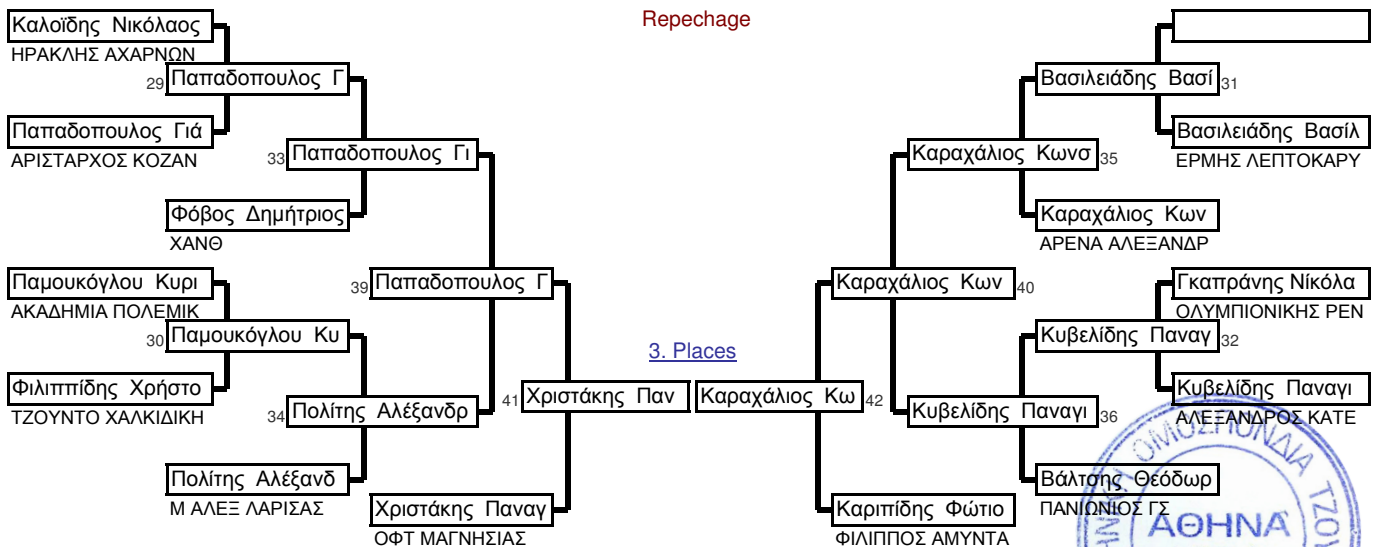 Repechage
Καλοϊδης Νικόλαος
ΗΡΑΚΛΗΣ ΑΧΑΡΝΩΝ
29 Παπαδοπουλος Γ
Παπαδοπουλος Γιά
ΑΡΙΣΤΑΡΧΟΣ ΚΟΖΑΝ
33 Παπαδοπουλος Γι
Φόβος Δημήτριος
ΧΑΝΘ
39 Παπαδοπουλος Γ
Παμουκόγλου Κυρι
ΑΚΑΔΗΜΙΑ ΠΟΛΕΜΙΚ
30 Παμουκόγλου Κυ
Φιλιππίδης Χρήστο
ΤΖΟΥΝΤΟ ΧΑΛΚΙΔΙΚΗ
34 Πολίτης Αλέξανδρ
Πολίτης Αλέξανδ
Μ ΑΛΕΞ ΛΑΡΙΣΑΣ
41 Χριστάκης Παν
Χριστάκης Παναγ
ΟΦΤ ΜΑΓΝΗΣΙΑΣ
3. Places
Βασιλειάδης Βασί 31
Βασιλειάδης Βασίλ
ΕΡΜΗΣ ΛΕΠΤΟΚΑΡΥ
Καραχάλιος Κωνσ 35
Καραχάλιος Κων
ΑΡΕΝΑ ΑΛΕΞΑΝΔΡ
Καραχάλιος Κων 40
Γκαπράνης Νίκόλα
ΟΛΥΜΠΙΟΝΙΚΗΣ ΡΕΝ
Κυβελίδης Παναγ 32
Κυβελίδης Παναγι
ΑΛΕΞΑΝΔΡΟΣ ΚΑΤΕ
Καραχάλιος Κω 42
Κυβελίδης Παναγι 36
Βάλτσης Θεόδωρ
ΠΑΝΙΩΝΙΟΣ ΓΣ
Καριπίδης Φώτιο
ΦΙΛΙΠΠΟΣ ΑΜΥΝΤΑ
ΟΜΟΣΠΟΝΔΙΑ
ΑΘΗΝΑ